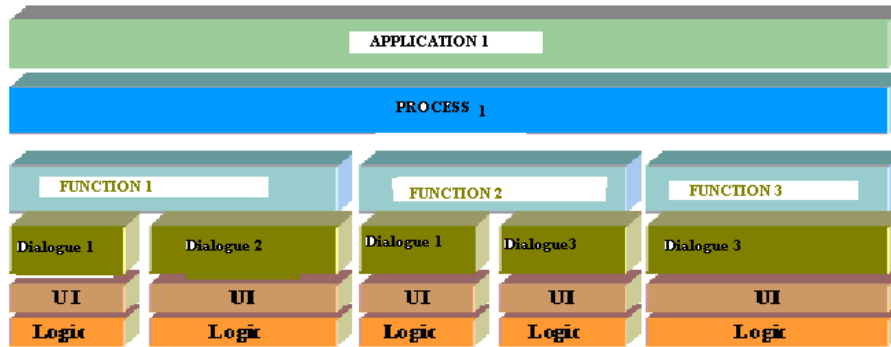 APPLICATION 1
PROCESS 1
FUNCTION 1 FUNCTION 2 FUNCTION 3
Dialogue 1 Dialogue 2 Dialogue 1 Dialogue3 Dialogue 3
UI UI UI UI UI
Logic Logic Logic Logic Logic